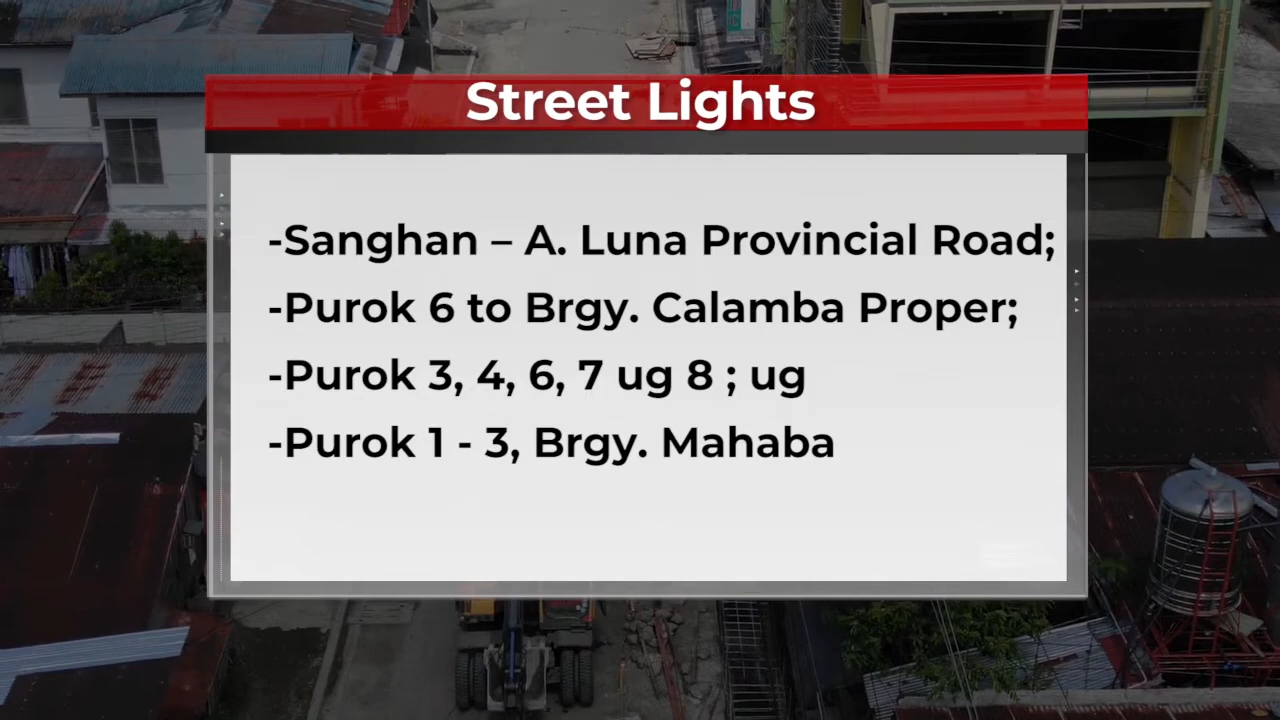 Street Lights
-Sanghan – A. Luna Provincial Road;
-Purok 6 to Brgy. Calamba Proper;
-Purok 3, 4, 6, 7 ug 8 ; ug
-Purok 1 - 3, Brgy. Mahaba